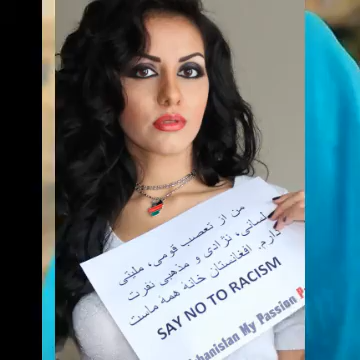 من از تعصب قومی، ملیتی
لسانی، نژادی و مذهبی نفرت
دارم. افغانستان خانهٔ همه ماست
SAY NO TO RACISM
My Passion